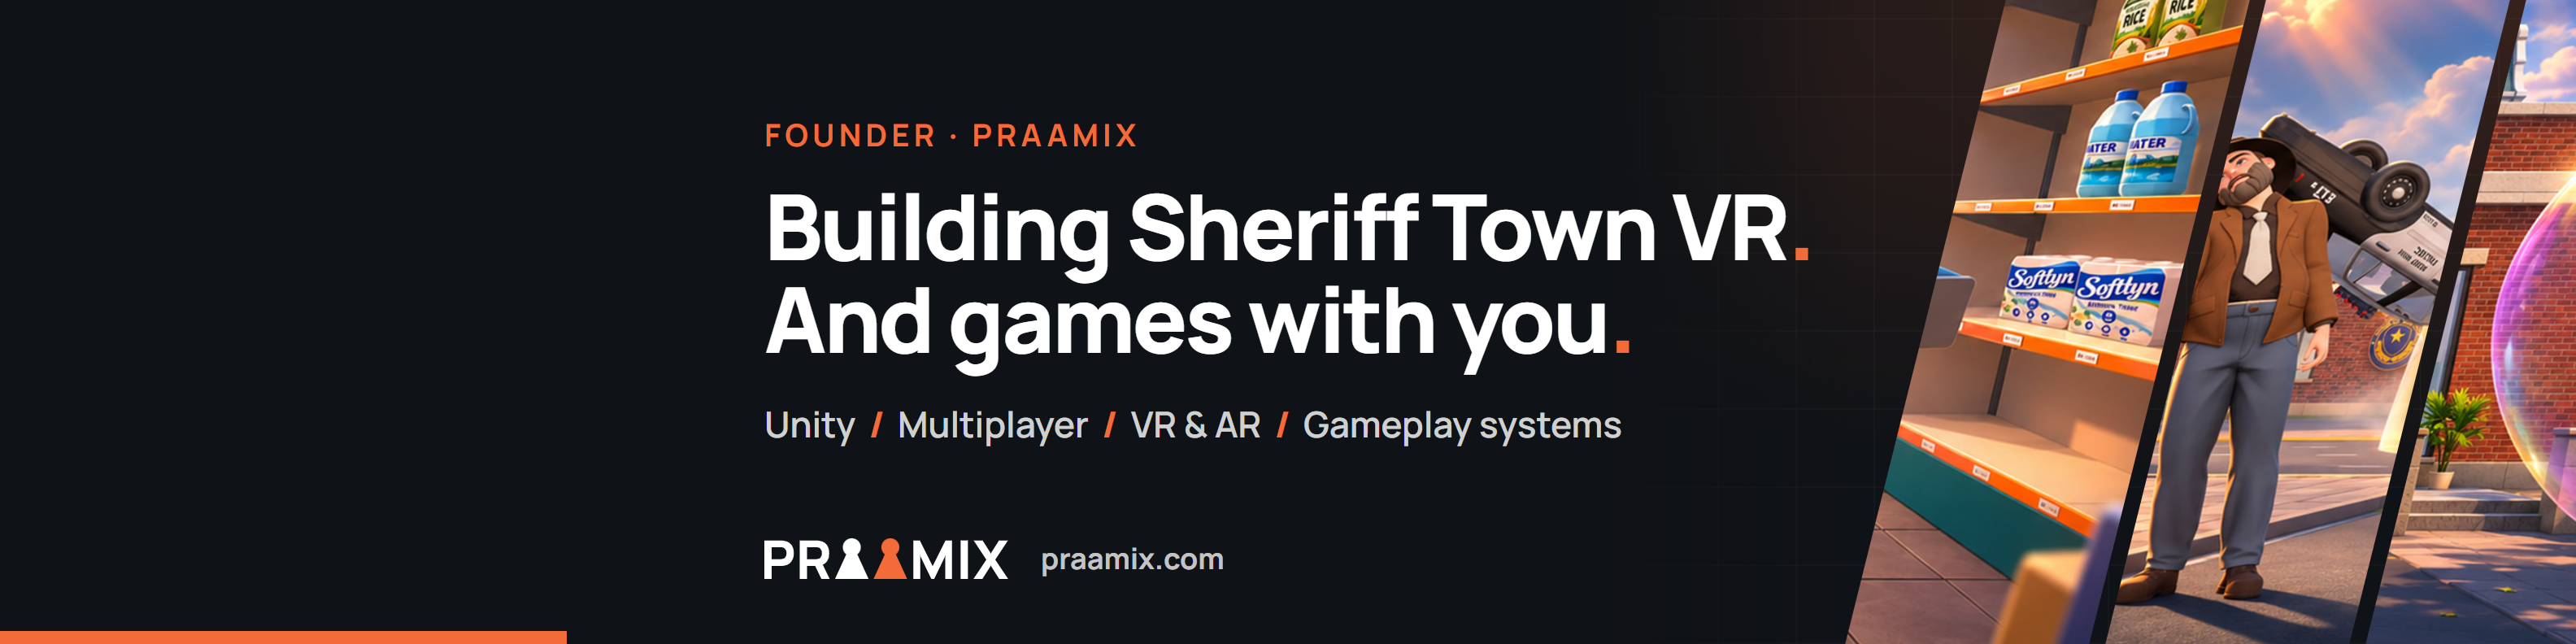 FOUNDER · PRAAMIX
Building Sheriff Town VR.
And games with you.
Unity / Multiplayer / VR & AR / Gameplay systems
PRAAMIX praamix.com
RICE RICE
WATER WATER
Softlyn Softlyn